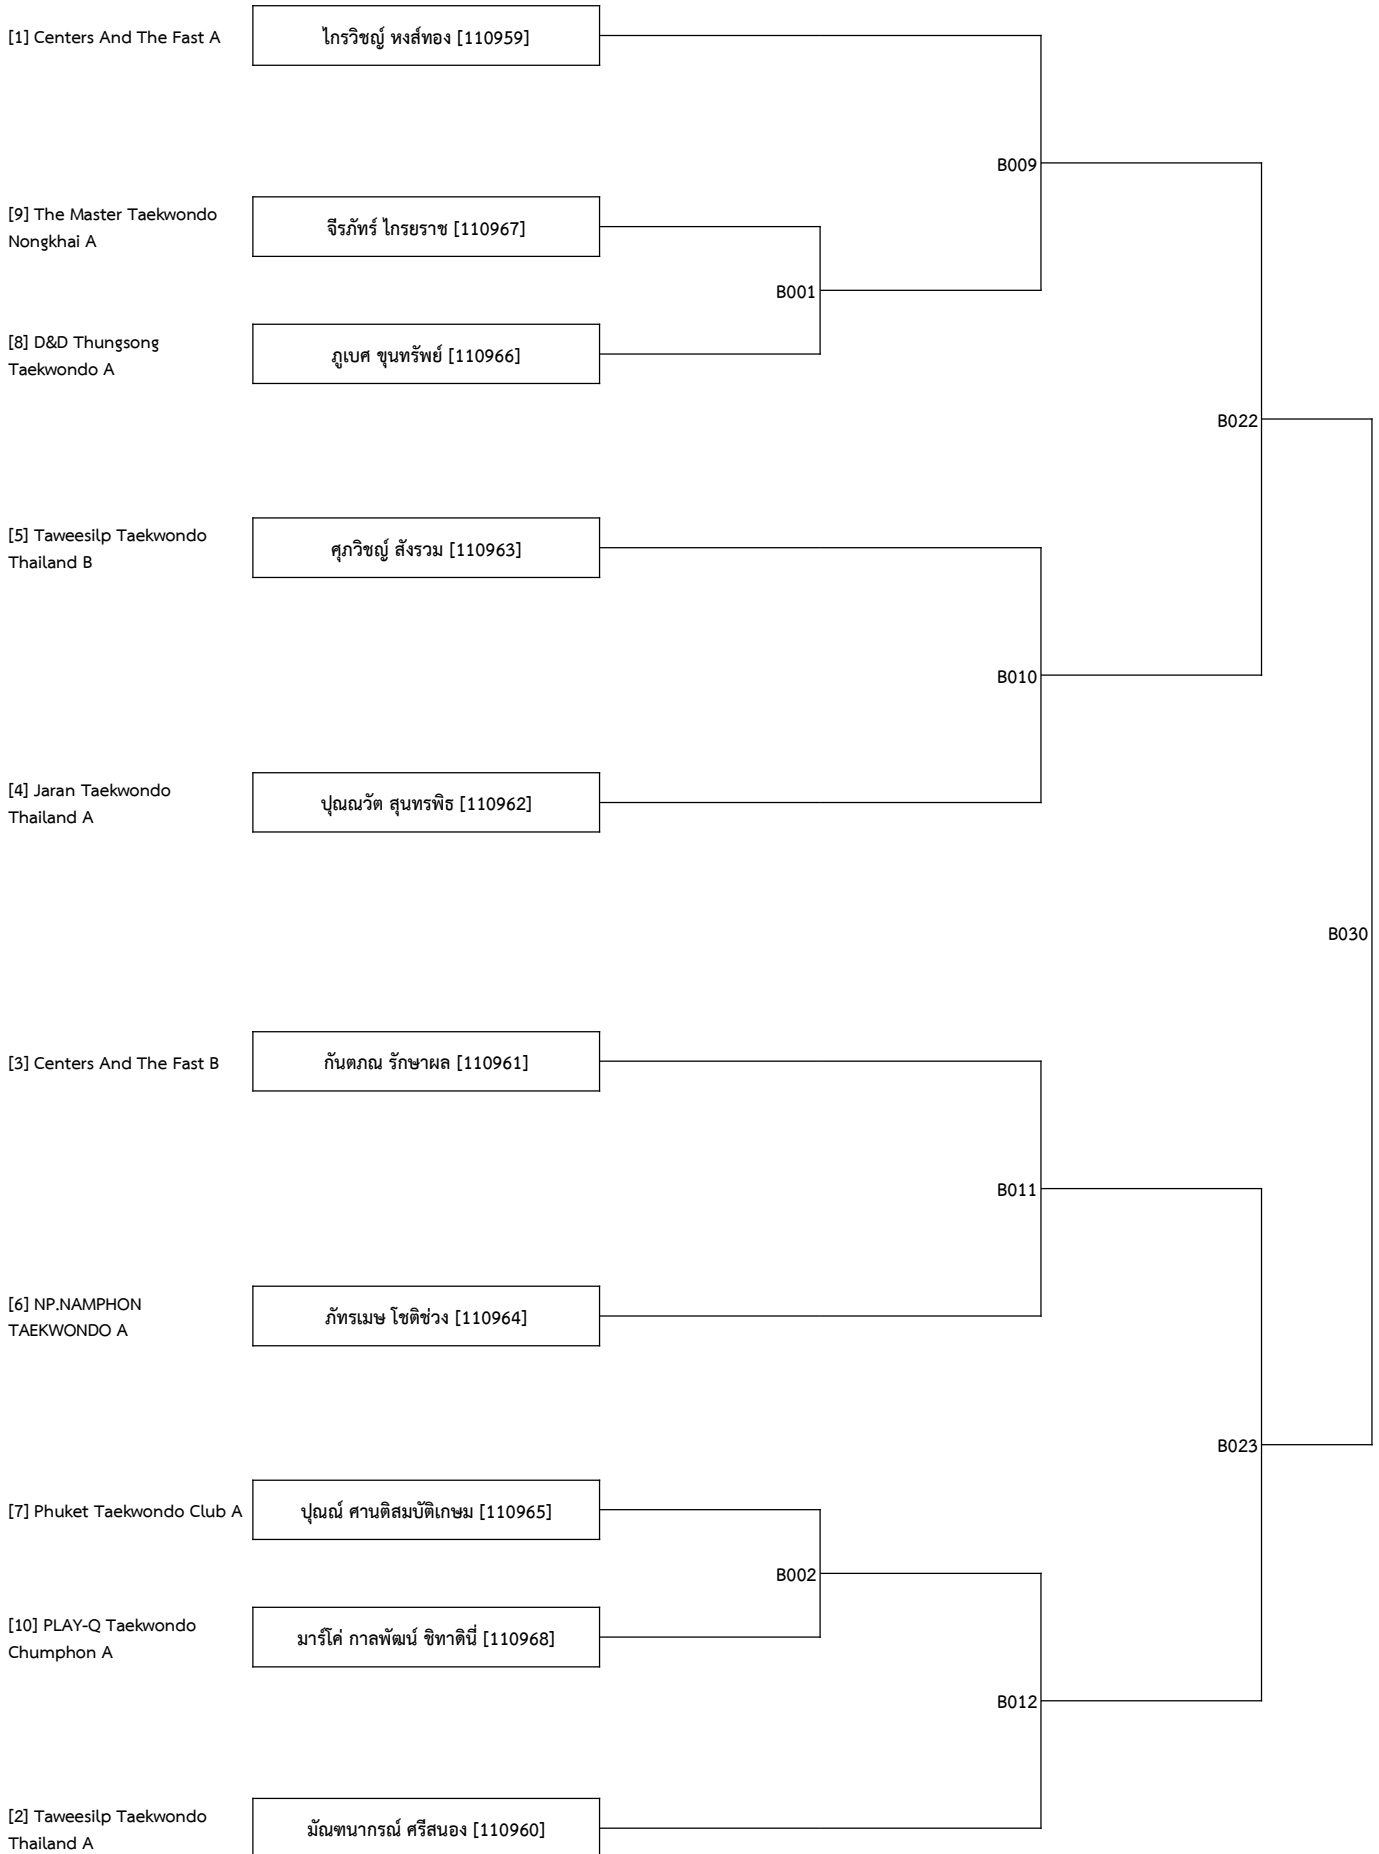 [1] Centers And The Fast A
ไกรวิชญ์ หงส์ทอง [110959]
B009
[9] The Master Taekwondo
Nongkhai A
จีรภัทร์ ไกรยราช [110967]
B001
[8] D&D Thungsong
Taekwondo A
ภูเบศ ขุนทรัพย์ [110966]
B022
[5] Taweesilp Taekwondo
Thailand B
ศุภวิชญ์ สังรวม [110963]
B010
[4] Jaran Taekwondo
Thailand A
ปุณณวัต สุนทรพิธ [110962]
B030
[3] Centers And The Fast B
กันตภณ รักษาผล [110961]
B011
[6] NP.NAMPHON
TAEKWONDO A
ภัทรเมษ โชติช่วง [110964]
B023
[7] Phuket Taekwondo Club A
ปุณณ์ ศานติสมบัติเกษม [110965]
B002
[10] PLAY-Q Taekwondo
Chumphon A
มาร์โค่ กาลพัฒน์ ชิทาดินี่ [110968]
B012
[2] Taweesilp Taekwondo
Thailand A
มัณฑนากรณ์ ศรีสนอง [110960]